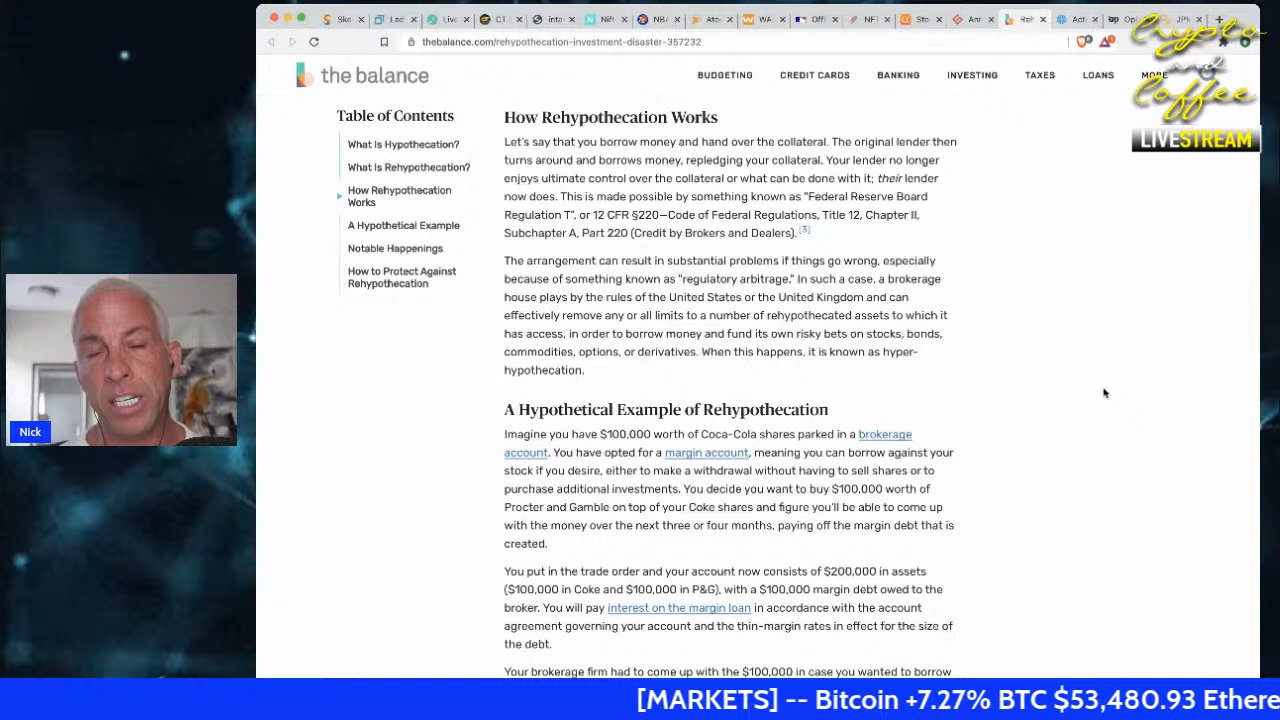 Ske
Loc
Live
CT
inta
Nift
NBA
Ato
WA
Offi
NFT
Sto
Ann
Reh
Acti
Opi
JPM
thebalance.com/rehypothecation-investment-disaster-357232
Crypto
and
Coffee
LIVESTREAM
the balance
BUDGETING
CREDIT CARDS
BANKING
INVESTING
TAXES
LOANS
MORE
Table of Contents
What Is Hypothecation?
What Is Rehypothecation?
How Rehypothecation
Works
A Hypothetical Example
Notable Happenings
How to Protect Against
Rehypothecation
How Rehypothecation Works
Let's say that you borrow money and hand over the collateral. The original lender then
turns around and borrows money, repledging your collateral. Your lender no longer
enjoys ultimate control over the collateral or what can be done with it; their lender
now does. This is made possible by something known as "Federal Reserve Board
Regulation T", or 12 CFR §220—Code of Federal Regulations, Title 12, Chapter II,
Subchapter A, Part 220 (Credit by Brokers and Dealers). [3]
The arrangement can result in substantial problems if things go wrong, especially
because of something known as "regulatory arbitrage." In such a case, a brokerage
house plays by the rules of the United States or the United Kingdom and can
effectively remove any or all limits to a number of rehypothecated assets to which it
has access, in order to borrow money and fund its own risky bets on stocks, bonds,
commodities, options, or derivatives. When this happens, it is known as hyper-
hypothecation.
A Hypothetical Example of Rehypothecation
Imagine you have $100,000 worth of Coca-Cola shares parked in a brokerage
account. You have opted for a margin account, meaning you can borrow against your
stock if you desire, either to make a withdrawal without having to sell shares or to
purchase additional investments. You decide you want to buy $100,000 worth of
Procter and Gamble on top of your Coke shares and figure you'll be able to come up
with the money over the next three or four months, paying off the margin debt that is
created.
You put in the trade order and your account now consists of $200,000 in assets
($100,000 in Coke and $100,000 in P&G), with a $100,000 margin debt owed to the
broker. You will pay interest on the margin loan in accordance with the account
agreement governing your account and the thin-margin rates in effect for the size of
the debt.
Your brokerage firm had to come up with the $100,000 in case you wanted to borrow
Nick
[MARKETS] -- Bitcoin +7.27% BTC $53,480.93 Ethere